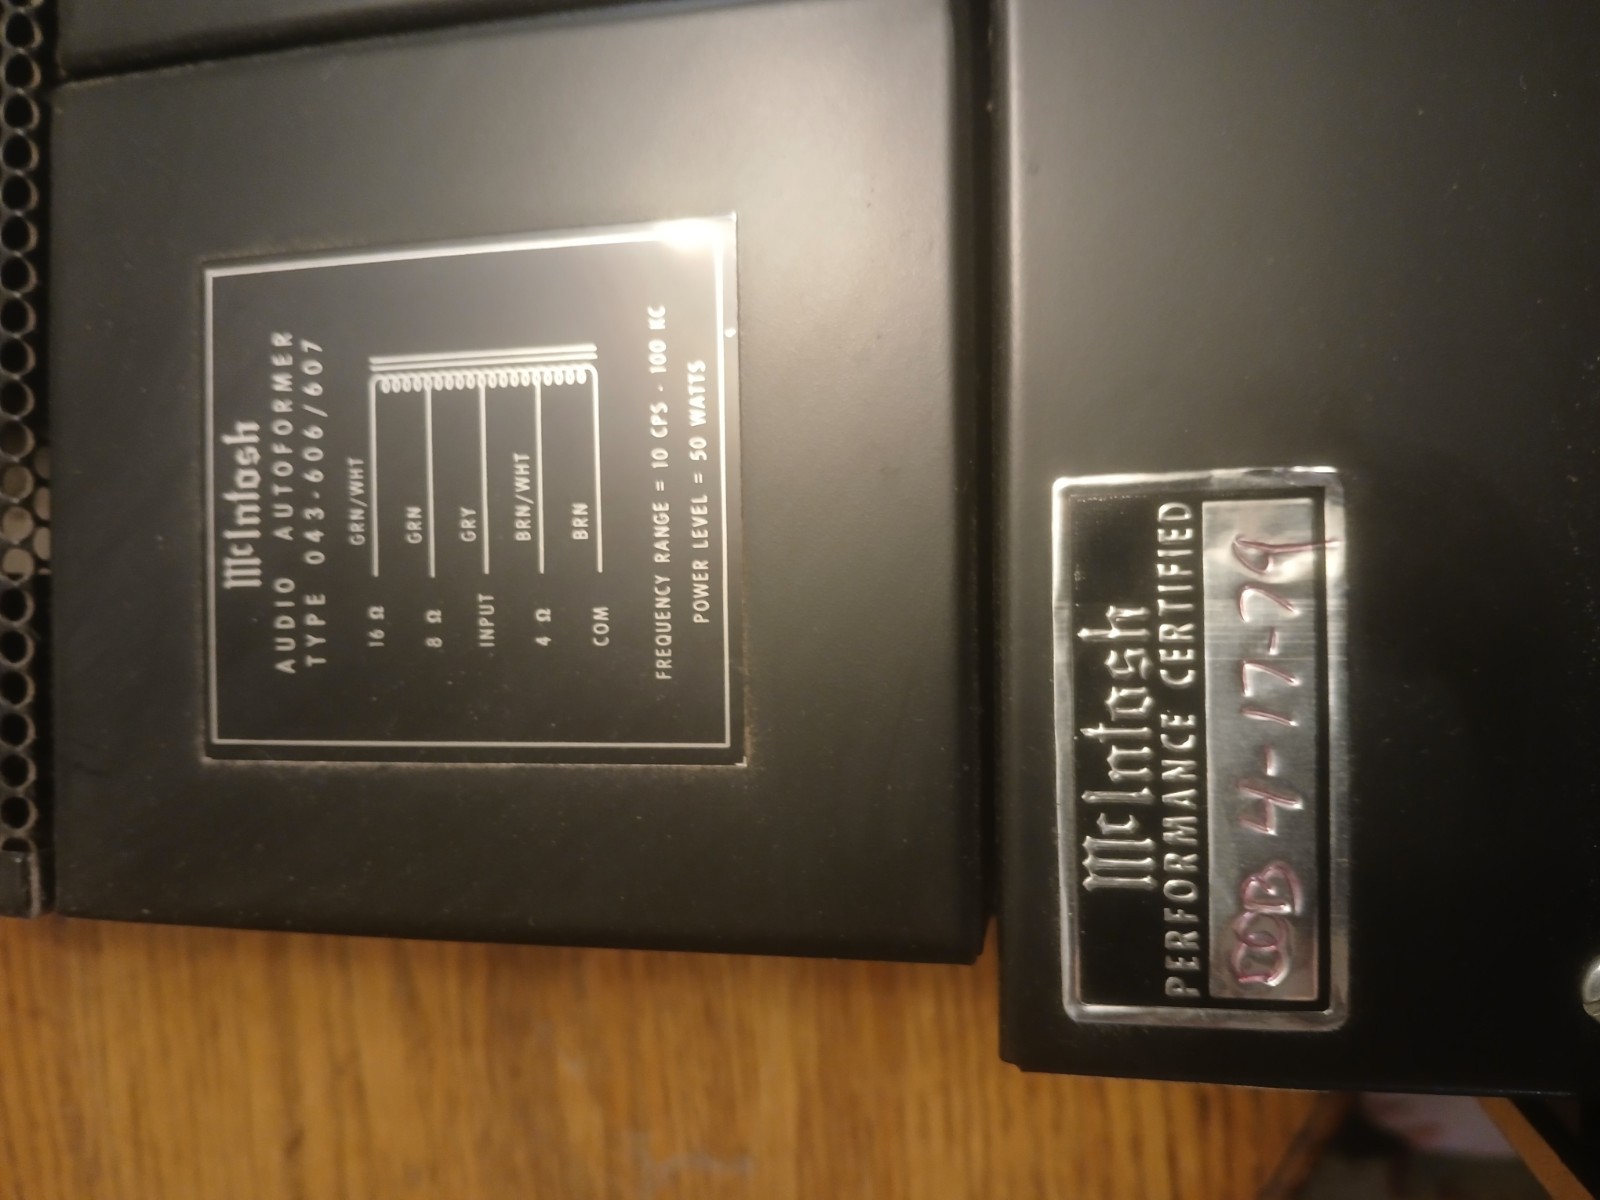 McIntosh
AUDIO AUTOFORMER
TYPE 043-606/607
GRN/WHT
16 Ω
GRN
8 Ω
GRY
INPUT
BRN/WHT
4 Ω
BRN
COM
FREQUENCY RANGE = 10 CPS - 100 KC
POWER LEVEL = 50 WATTS
McIntosh
PERFORMANCE CERTIFIED
4-17-79